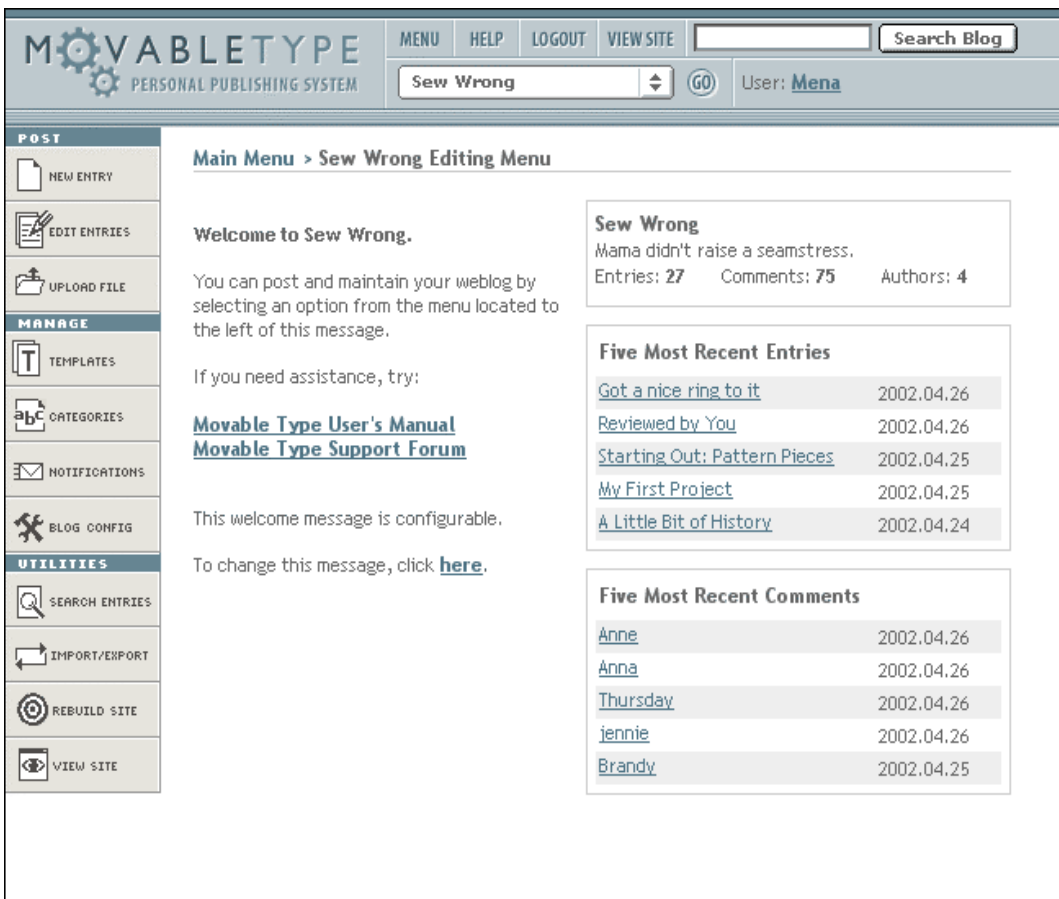 MOVABLETYPE
PERSONAL PUBLISHING SYSTEM
MENU HELP LOGOUT VIEW SITE Search Blog
Sew Wrong GO User: Mena
POST
NEW ENTRY
EDIT ENTRIES
UPLOAD FILE
MANAGE
T TEMPLATES
abc CATEGORIES
NOTIFICATIONS
BLOG CONFIG
UTILITIES
SEARCH ENTRIES
IMPORT/EXPORT
REBUILD SITE
VIEW SITE
Main Menu > Sew Wrong Editing Menu
Welcome to Sew Wrong.
You can post and maintain your weblog by
selecting an option from the menu located to
the left of this message.
If you need assistance, try:
Movable Type User's Manual
Movable Type Support Forum
This welcome message is configurable.
To change this message, click here.
Sew Wrong
Mama didn't raise a seamstress.
Entries: 27 Comments: 75 Authors: 4
Five Most Recent Entries
Got a nice ring to it 2002.04.26
Reviewed by You 2002.04.26
Starting Out: Pattern Pieces 2002.04.25
My First Project 2002.04.25
A Little Bit of History 2002.04.24
Five Most Recent Comments
Anne 2002.04.26
Anna 2002.04.26
Thursday 2002.04.26
jennie 2002.04.26
Brandy 2002.04.25